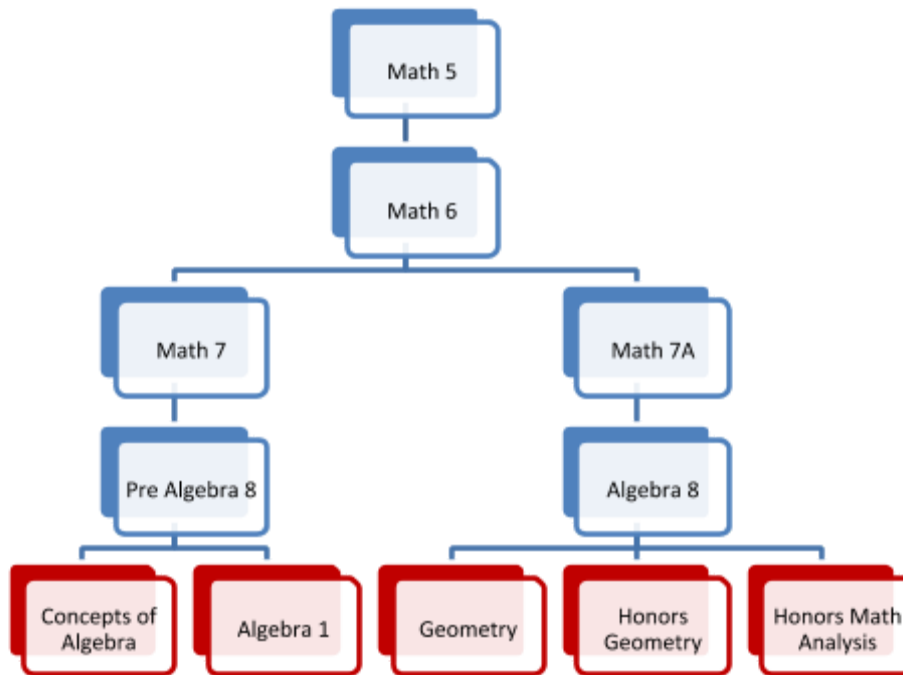 Math 5
Math 6
Math 7
Math 7A
Pre Algebra 8
Algebra 8
Concepts of
Algebra
Algebra 1
Geometry
Honors
Geometry
Honors Math
Analysis